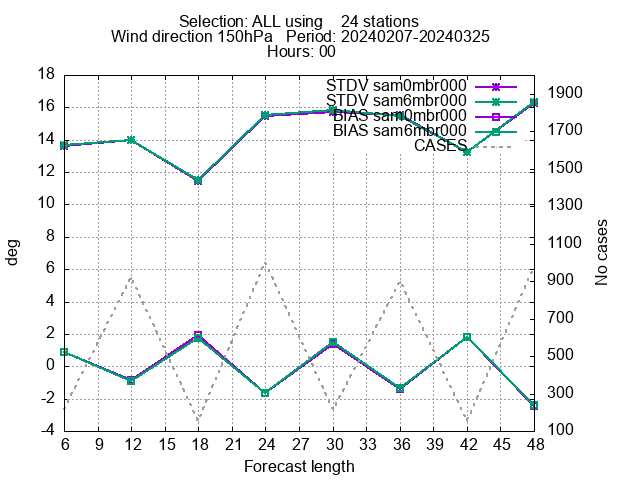 Selection: ALL using    24 stations
Wind direction 150hPa   Period: 20240207-20240325
Hours: 00
STDV sam0mbr000
STDV sam6mbr000
BIAS sam0mbr000
BIAS sam6mbr000
CASES
18
16
14
12
10
8
6
4
2
0
-2
-4
deg
1900
1700
1500
1300
1100
900
700
500
300
100
No cases
6 9 12 15 18 21 24 27 30 33 36 39 42 45 48
Forecast length